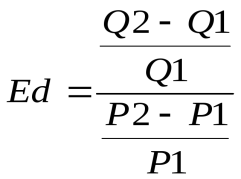 Q2 - Q1
Q1
Ed =
P2 - P1
P1